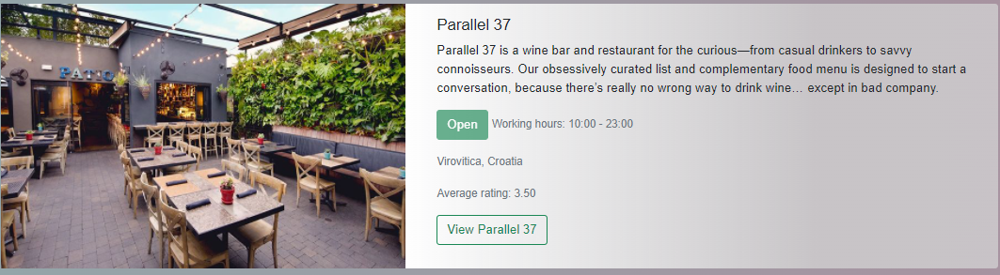 PATIO
Parallel 37
Parallel 37 is a wine bar and restaurant for the curious—from casual drinkers to savvy
connoisseurs. Our obsessively curated list and complementary food menu is designed to start a
conversation, because there's really no wrong way to drink wine… except in bad company.
Open Working hours: 10:00 - 23:00
Virovitica, Croatia
Average rating: 3.50
View Parallel 37